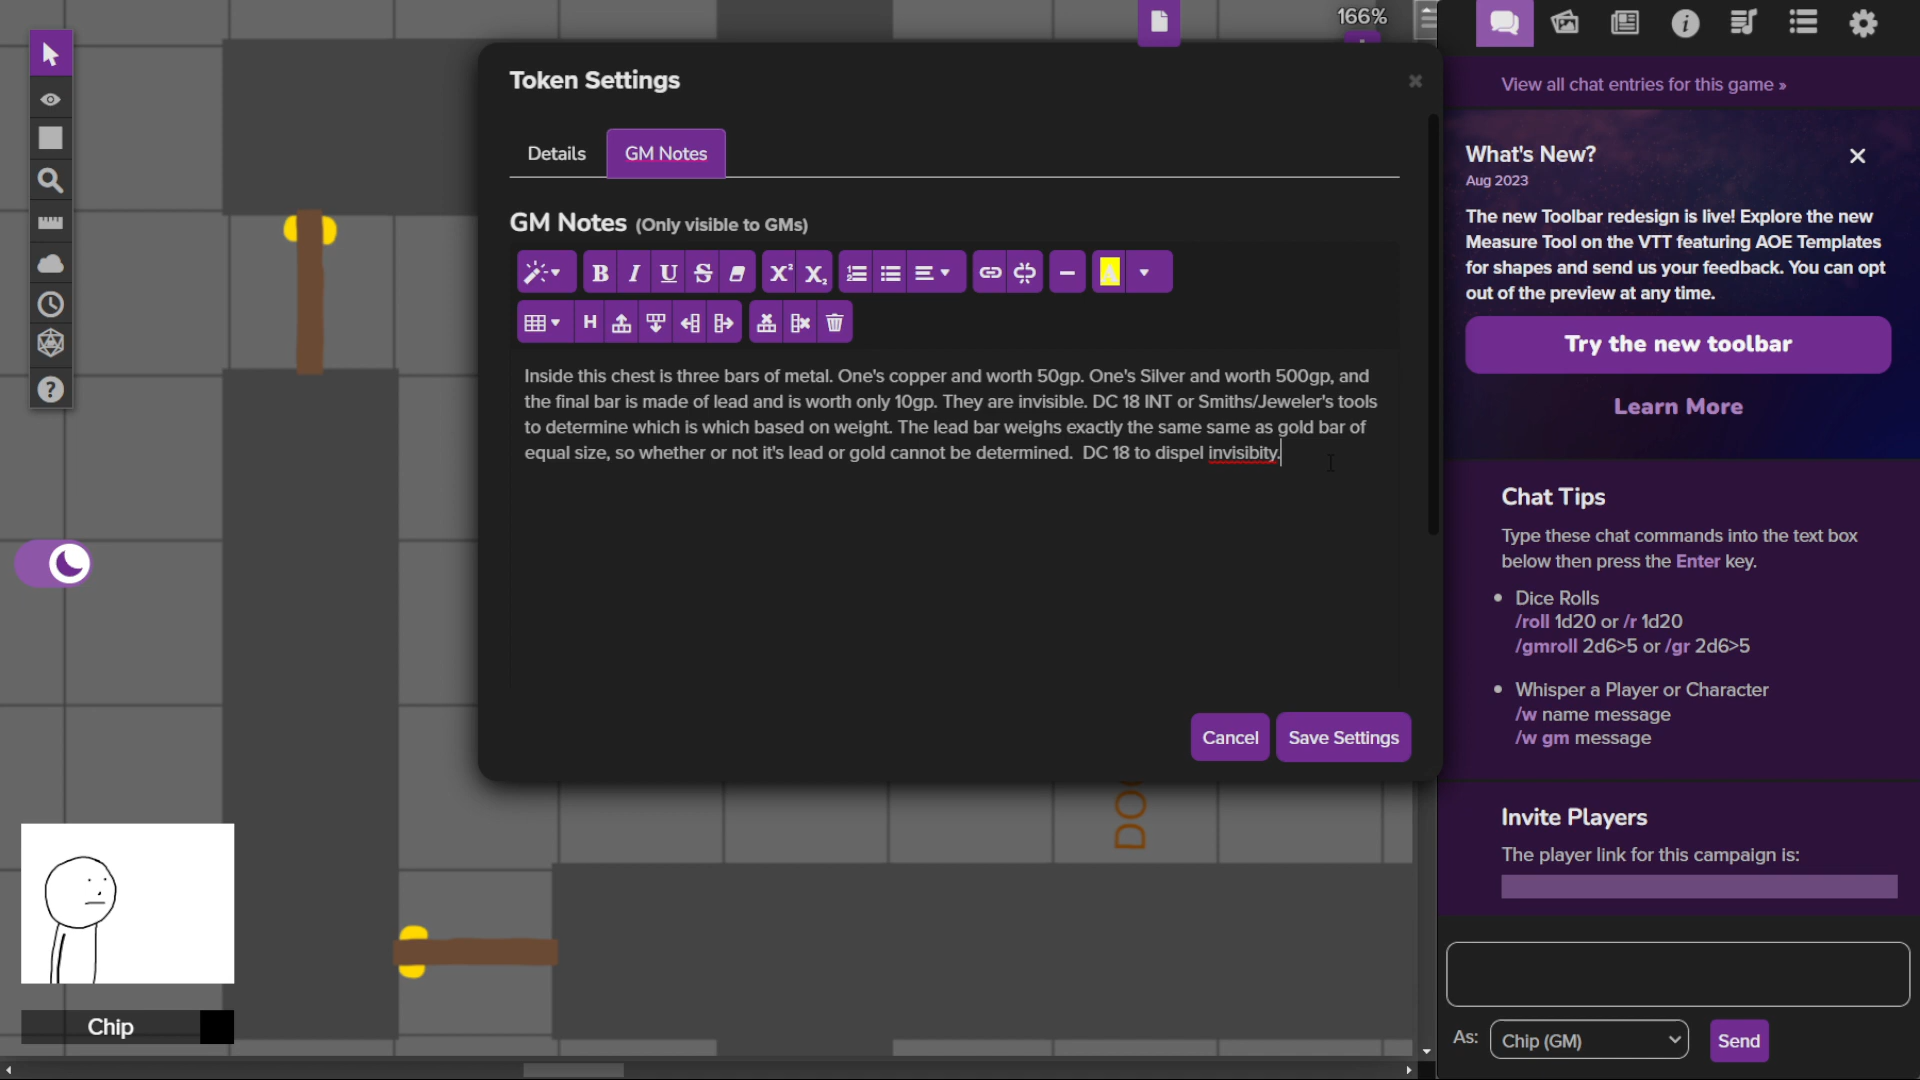 166%
Token Settings
Details
GM Notes
GM Notes (Only visible to GMs)
Inside this chest is three bars of metal. One's copper and worth 50gp. One's Silver and worth 500gp, and
the final bar is made of lead and is worth only 10gp. They are invisible. DC 18 INT or Smiths/Jeweler's tools
to determine which is which based on weight. The lead bar weighs exactly the same same as gold bar of
equal size, so whether or not it's lead or gold cannot be determined.  DC 18 to dispel invisibity.
Cancel
Save Settings
Chip
View all chat entries for this game »
What's New?
Aug 2023
The new Toolbar redesign is live! Explore the new
Measure Tool on the VTT featuring AOE Templates
for shapes and send us your feedback. You can opt
out of the preview at any time.
Try the new toolbar
Learn More
Chat Tips
Type these chat commands into the text box
below then press the Enter key.
Dice Rolls
/roll 1d20 or /r 1d20
/gmroll 2d6>5 or /gr 2d6>5
Whisper a Player or Character
/w name message
/w gm message
Invite Players
The player link for this campaign is:
As:
Chip (GM)
Send